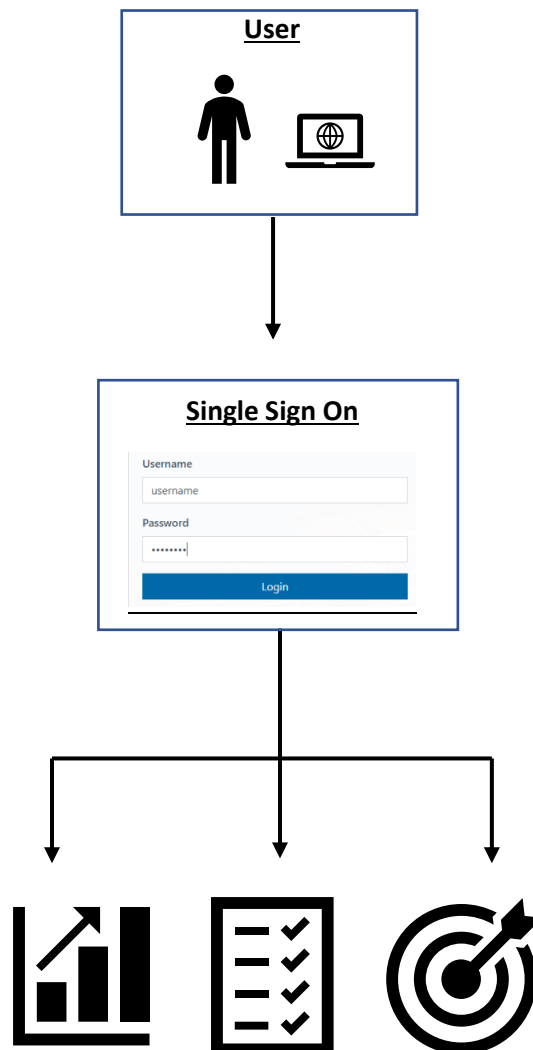 User
Single Sign On
Username
username
Password
••••••••
Login